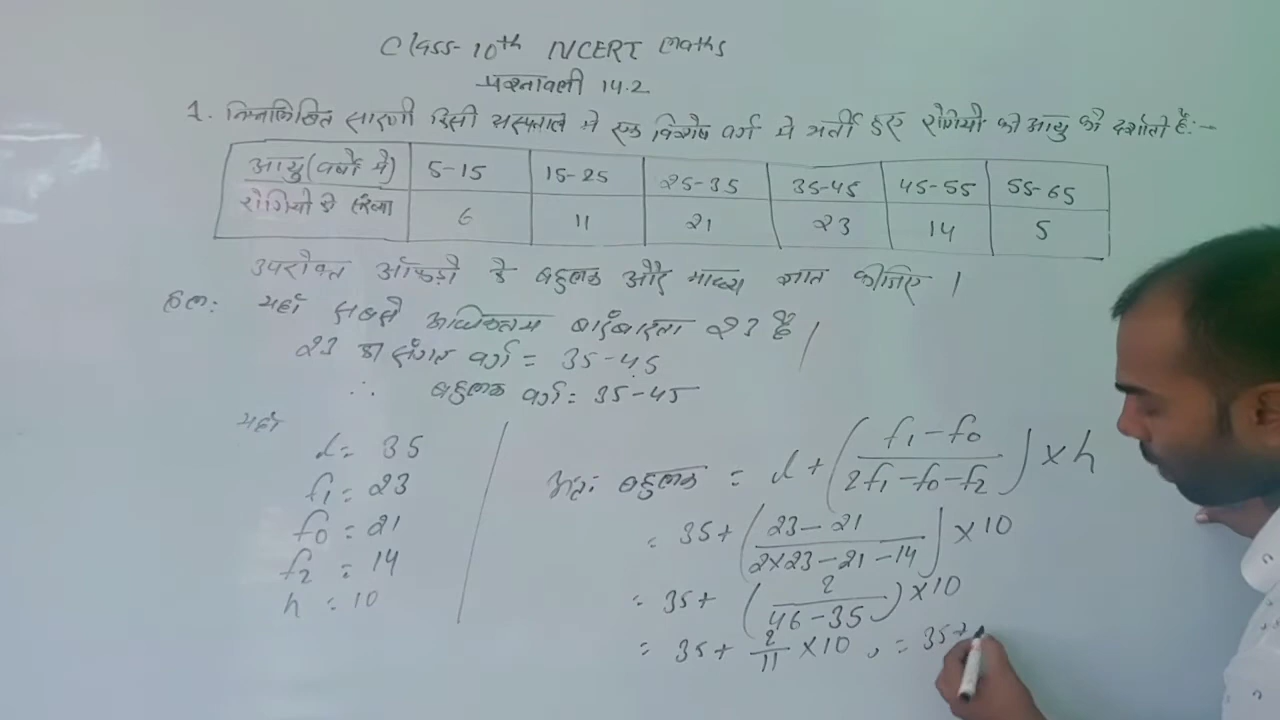 Class-10th NCERT Maths
प्रश्नावली 14.2
1. निम्नलिखित सारणी किसी अस्पताल में एक विशेष वर्ग में भर्ती हुए रोगियों की आयु को दर्शाती है:-
आयु(वर्षों में) 5-15 15-25 25-35 35-45 45-55 55-65
रोगियों की संख्या 6 11 21 23 14 5
उपरोक्त आँकड़ों के बहुलक और माध्य ज्ञात कीजिए ।
हल: यहाँ सबसे अधिकतम बारंबारता 23 है।
23 का संगत वर्ग = 35-45
∴ बहुलक वर्ग = 35-45
यहाँ
l = 35
f₁ = 23
f₀ = 21
f₂ = 14
h = 10
अतः बहुलक = l + (f₁-f₀ / 2f₁-f₀-f₂) × h
= 35+ (23-21 / 2×23-21-14) × 10
= 35+ (2 / 46-35) × 10
= 35+ 2/11 × 10 , = 35+